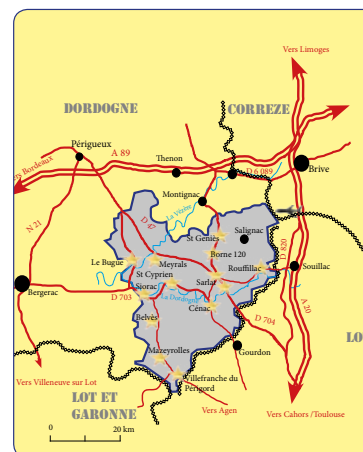 Vers Limoges
DORDOGNE
CORREZE
Périgueux
A 89
Vers Bordeaux
Thenon
D 6 089
Brive
Montignac
La Vézère
N 21
D 47
St Geniès
Salignac
Borne 120
D 820
Le Bugue
Meyrals
Rouffillac
St Cyprien
Souillac
Siorac
Sarlat
Bergerac
D 703
La Dordogne
Cénac
A 20
Belvès
D 704
Mazeyrolles
Gourdon
Villefranche du
Périgord
Vers Villeneuve sur Lot
LOT ET
GARONNE
Vers Agen
Vers Cahors /Toulouse
LO
0
20 km